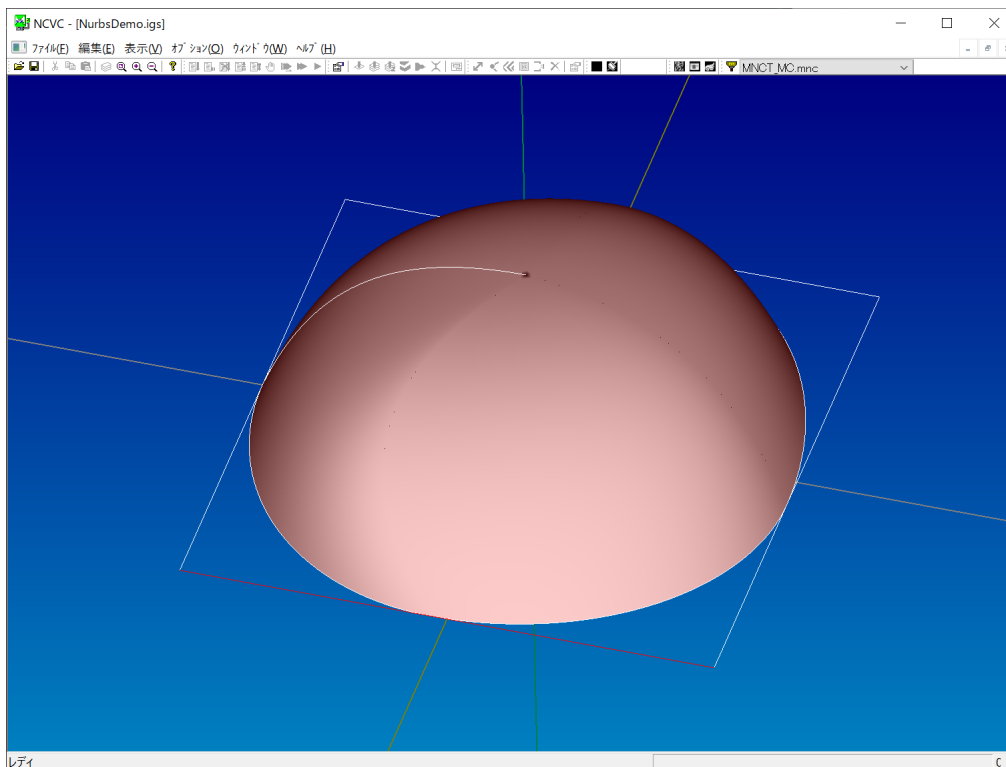 NCVC - [NurbsDemo.igs]
ファイル(F) 編集(E) 表示(V) オプション(O) ウィンドウ(W) ヘルプ(H)
MNCT_MC.mnc
レディ